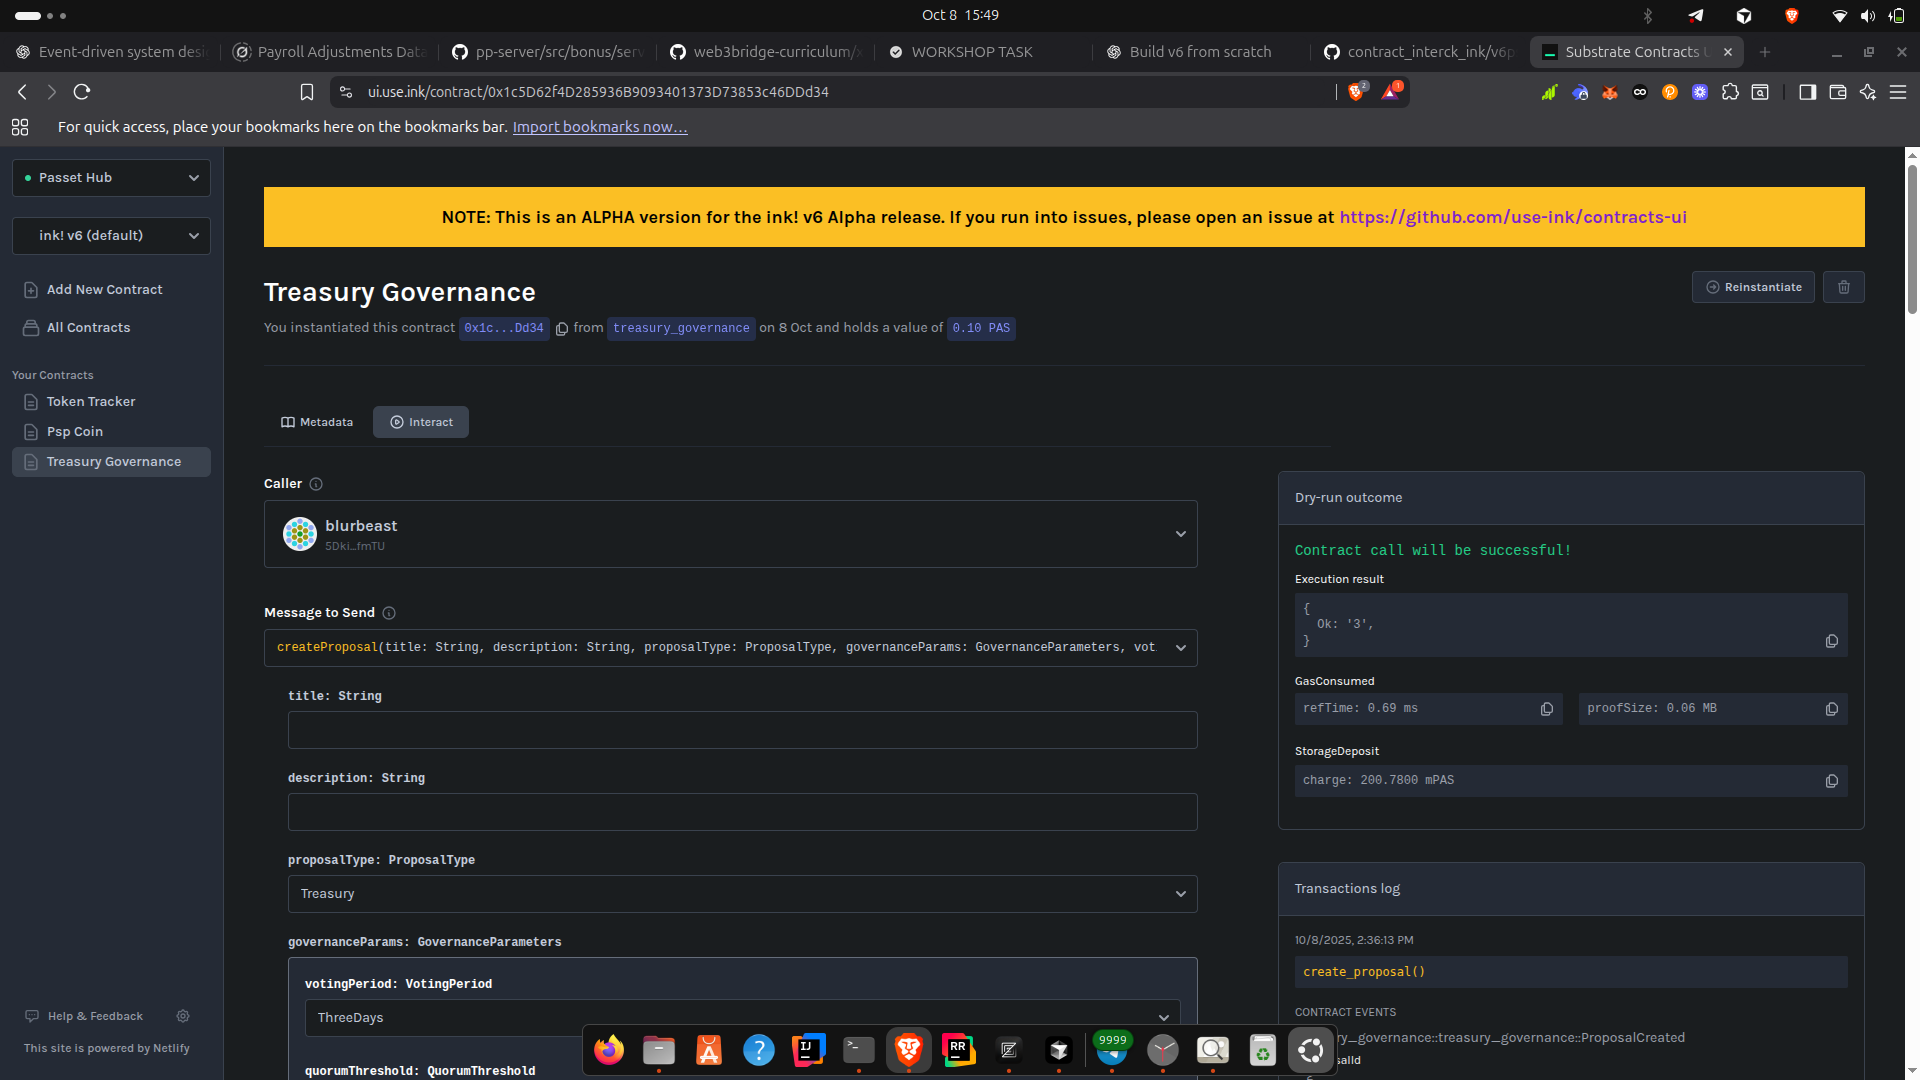 Oct 8 15:49
Event-driven system desi
Payroll Adjustments Data
pp-server/src/bonus/serv
web3bridge-curriculum/x
WORKSHOP TASK
Build v6 from scratch
contract_interck_ink/v6p
Substrate Contracts U
ui.use.ink/contract/0x1c5D62f4D285936B9093401373D73853c46DDd34
2
1
For quick access, place your bookmarks here on the bookmarks bar. Import bookmarks now...
Passet Hub
ink! v6 (default)
Add New Contract
All Contracts
Your Contracts
Token Tracker
Psp Coin
Treasury Governance
Help & Feedback
This site is powered by Netlify
NOTE: This is an ALPHA version for the ink! v6 Alpha release. If you run into issues, please open an issue at https://github.com/use-ink/contracts-ui
Treasury Governance
Reinstantiate
You instantiated this contract 0x1c...Dd34 from treasury_governance on 8 Oct and holds a value of 0.10 PAS
Metadata
Interact
Caller
blurbeast
5Dki...fmTU
Message to Send
createProposal(title: String, description: String, proposalType: ProposalType, governanceParams: GovernanceParameters, vot
title: String
description: String
proposalType: ProposalType
Treasury
governanceParams: GovernanceParameters
votingPeriod: VotingPeriod
ThreeDays
quorumThreshold: QuorumThreshold
Dry-run outcome
Contract call will be successful!
Execution result
{
Ok: '3',
}
GasConsumed
refTime: 0.69 ms
proofSize: 0.06 MB
StorageDeposit
charge: 200.7800 mPAS
Transactions log
10/8/2025, 2:36:13 PM
create_proposal()
CONTRACT EVENTS
ry_governance::treasury_governance::ProposalCreated
salId
IJ
RR
9999